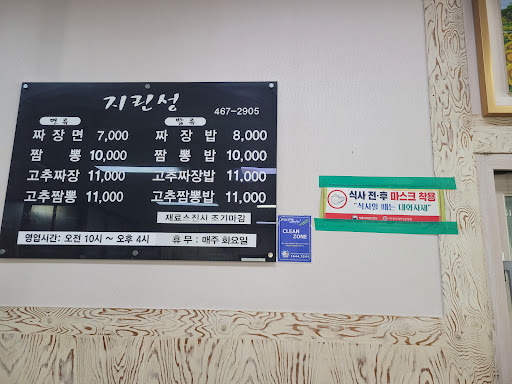 지린성
467-2905
면 류
밥 류
짜 장 면 7,000
짜 장 밥 8,000
짬 뽕 10,000
짬 뽕 밥 10,000
고추짜장 11,000
고추짜장밥 11,000
고추짬뽕 11,000
고추짬뽕밥 11,000
재료소진시 조기마감
영업시간: 오전 10시 ~ 오후 4시
휴 무 : 매주 화요일
CLEAN
ZONE
식사 전·후 마스크 착용
"식사할 때는 대화자제"